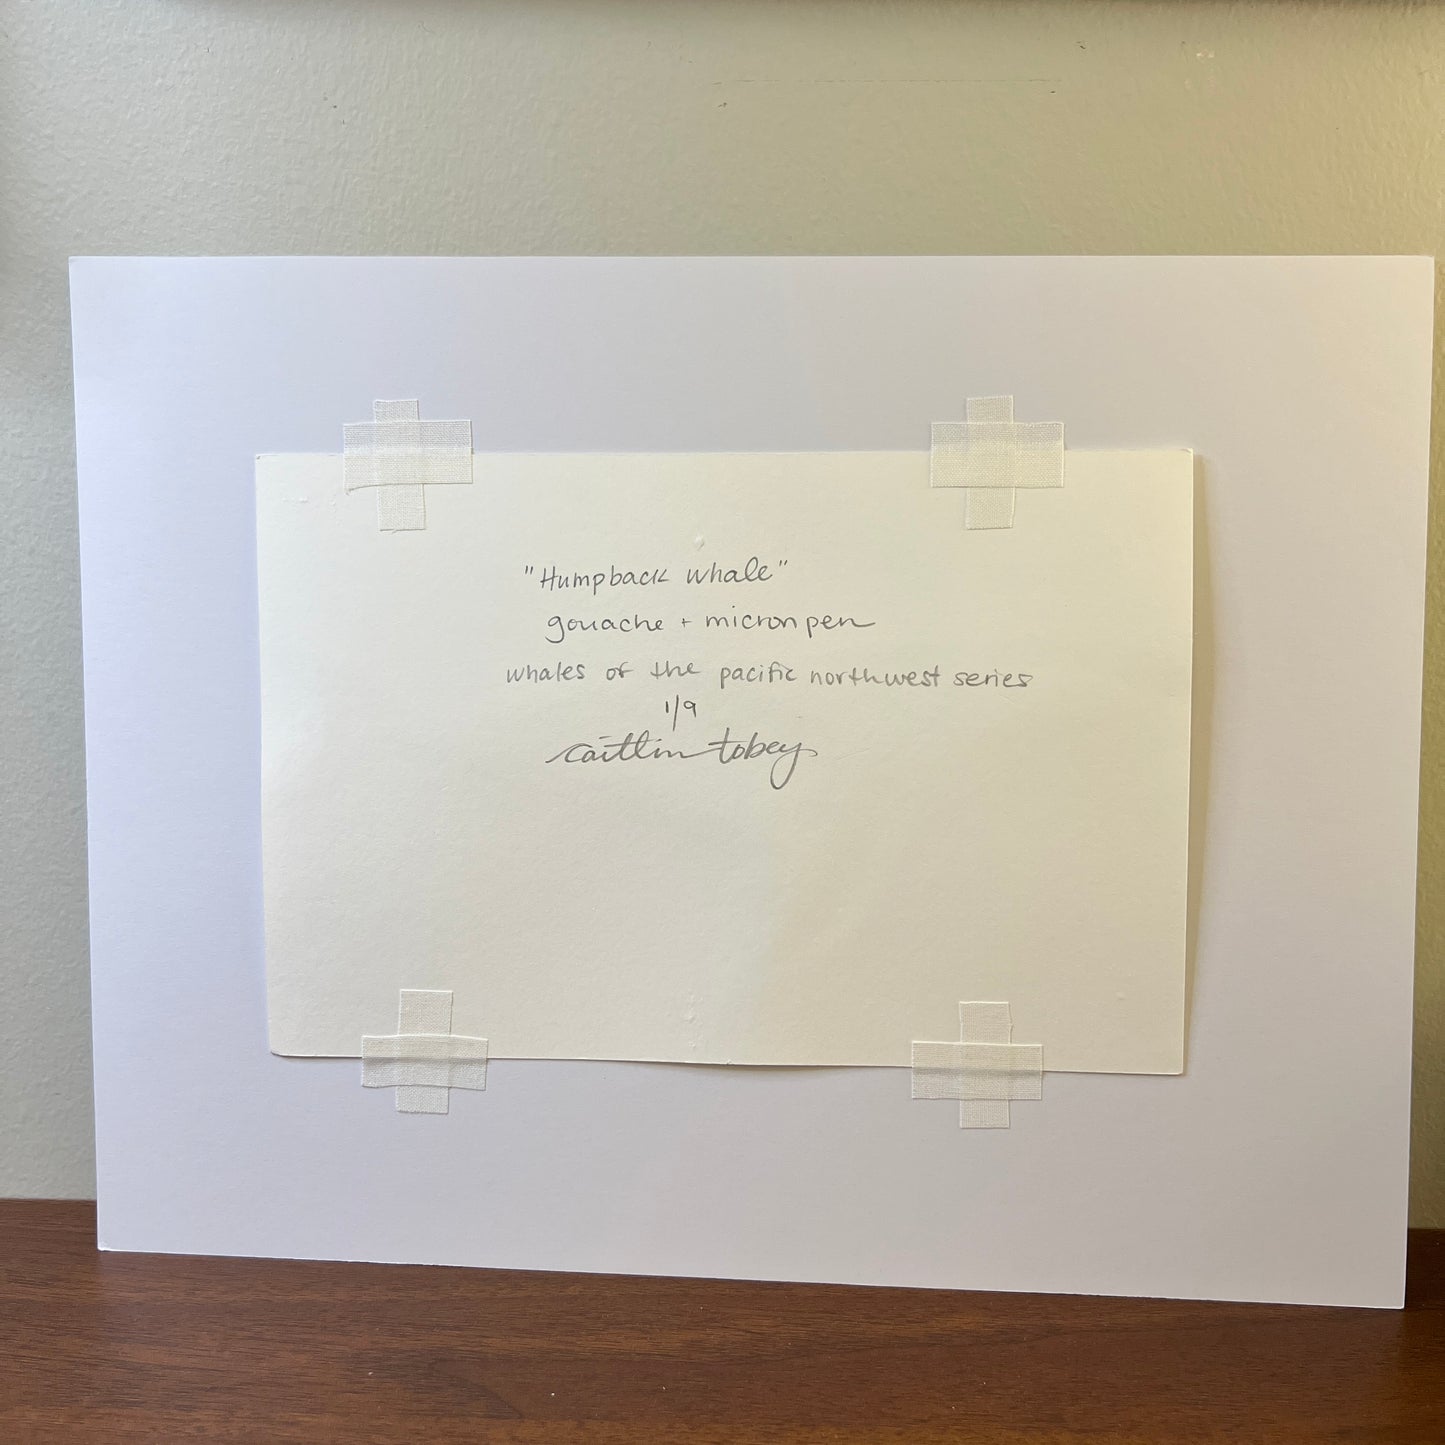 "Humpback whale"
gouache + micron pen
whales of the pacific northwest series
1/9
caitlin tobey